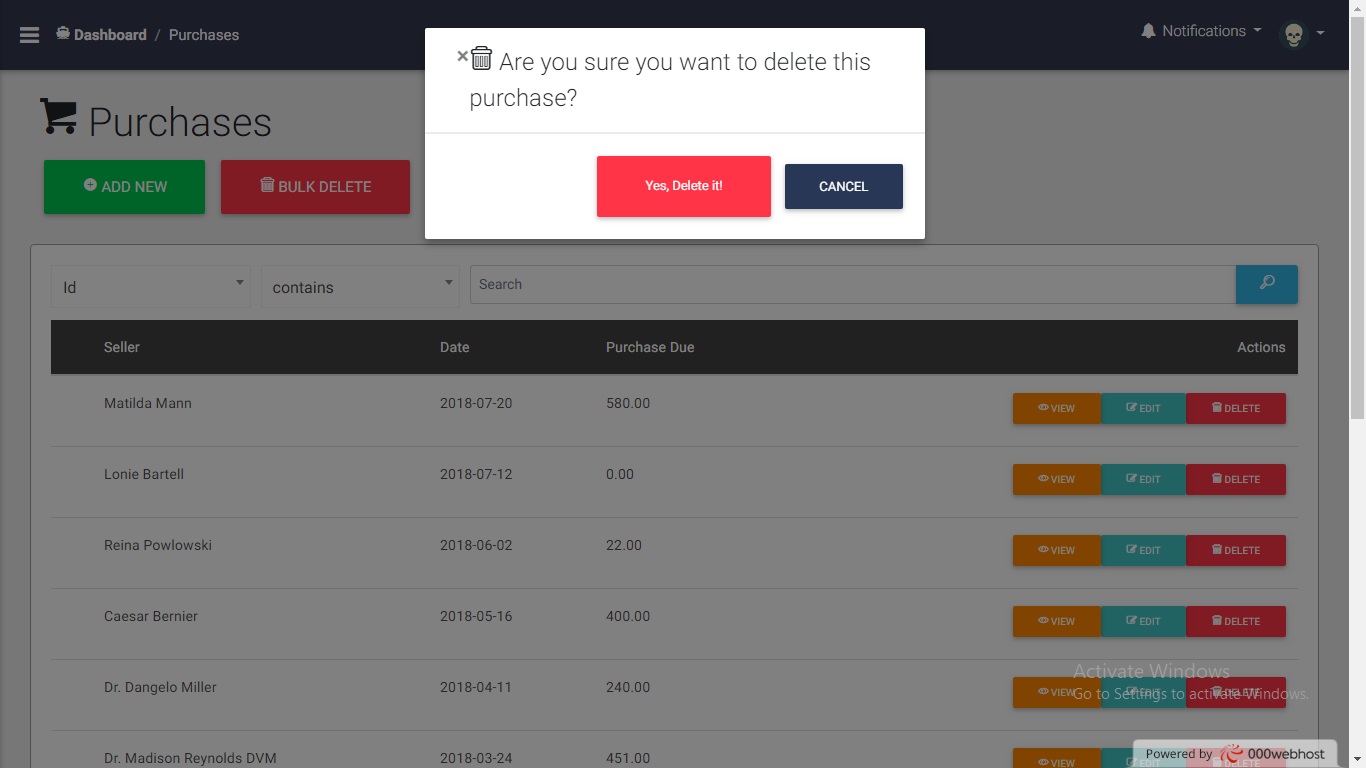 Dashboard / Purchases
Notifications
× Are you sure you want to delete this
purchase?
Yes, Delete it!
CANCEL
Purchases
ADD NEW
BULK DELETE
Id
contains
Search
Seller Date Purchase Due Actions
Matilda Mann 2018-07-20 580.00 VIEW EDIT DELETE
Lonie Bartell 2018-07-12 0.00 VIEW EDIT DELETE
Reina Powlowski 2018-06-02 22.00 VIEW EDIT DELETE
Caesar Bernier 2018-05-16 400.00 VIEW EDIT DELETE
Dr. Dangelo Miller 2018-04-11 240.00 VIEW EDIT DELETE
Activate Windows
Go to Settings to activate Windows.
Dr. Madison Reynolds DVM 2018-03-24 451.00 VIEW EDIT DELETE
Powered by 000webhost